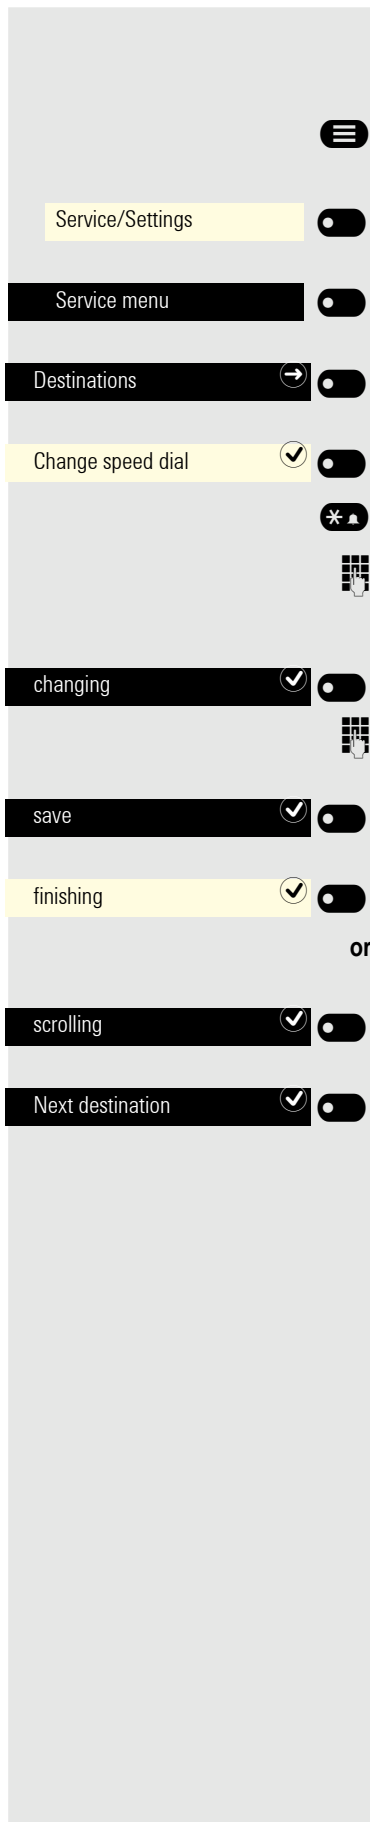 Service/Settings
Service menu
Destinations
Change speed dial
changing
save
finishing
or
scrolling
Next destination